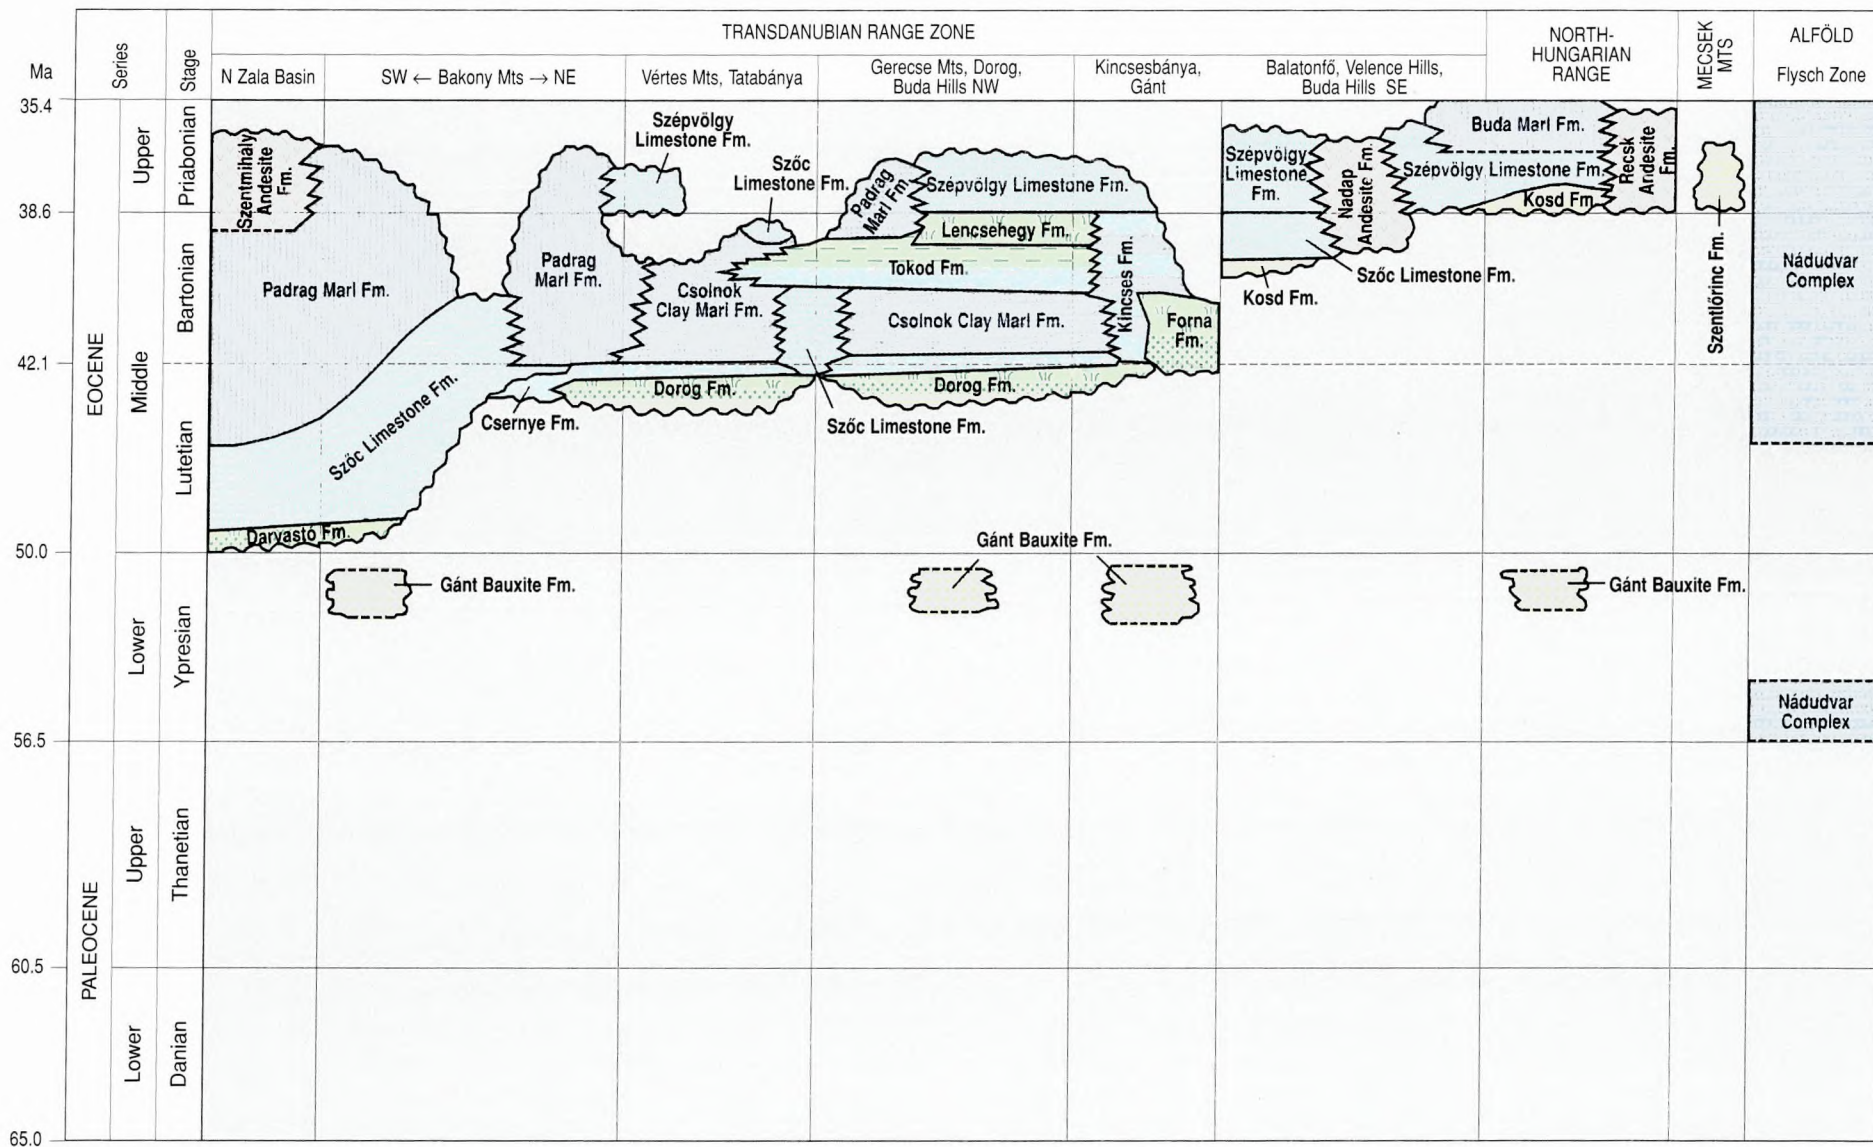 TRANSDANUBIAN RANGE ZONE
NORTH-
HUNGARIAN
RANGE
MECSEK
MTS
ALFÖLD
Flysch Zone
Ma
Series
Stage
N Zala Basin
SW ← Bakony Mts → NE
Vértes Mts, Tatabánya
Gerecse Mts, Dorog,
Buda Hills NW
Kincsesbánya,
Gánt
Balatonfő, Velence Hills,
Buda Hills SE
35.4
38.6
42.1
50.0
56.5
60.5
65.0
EOCENE
PALEOCENE
Upper
Middle
Lower
Upper
Lower
Priabonian
Bartonian
Lutetian
Ypresian
Thanetian
Danian
Szentmihály
Andesite
Fm.
Padrag Marl Fm.
Szőc Limestone Fm.
Darvastó Fm.
Gánt Bauxite Fm.
Padrag
Marl Fm.
Csernye Fm.
Szépvölgy
Limestone Fm.
Szőc
Limestone Fm.
Csolnok
Clay Marl Fm.
Dorog Fm.
Padrag
Marl Fm.
Szépvölgy Limestone Fm.
Lencsehegy Fm.
Tokod Fm.
Csolnok Clay Marl Fm.
Dorog Fm.
Szőc Limestone Fm.
Kincses Fm.
Forna
Fm.
Gánt Bauxite Fm.
Szépvölgy
Limestone
Fm.
Nadap
Andesite Fm.
Kosd Fm.
Szőc Limestone Fm.
Buda Marl Fm.
Szépvölgy Limestone Fm.
Kosd Fm.
Recsk
Andesite
Fm.
Gánt Bauxite Fm.
Szentlőrinc Fm.
Nádudvar
Complex
Nádudvar
Complex